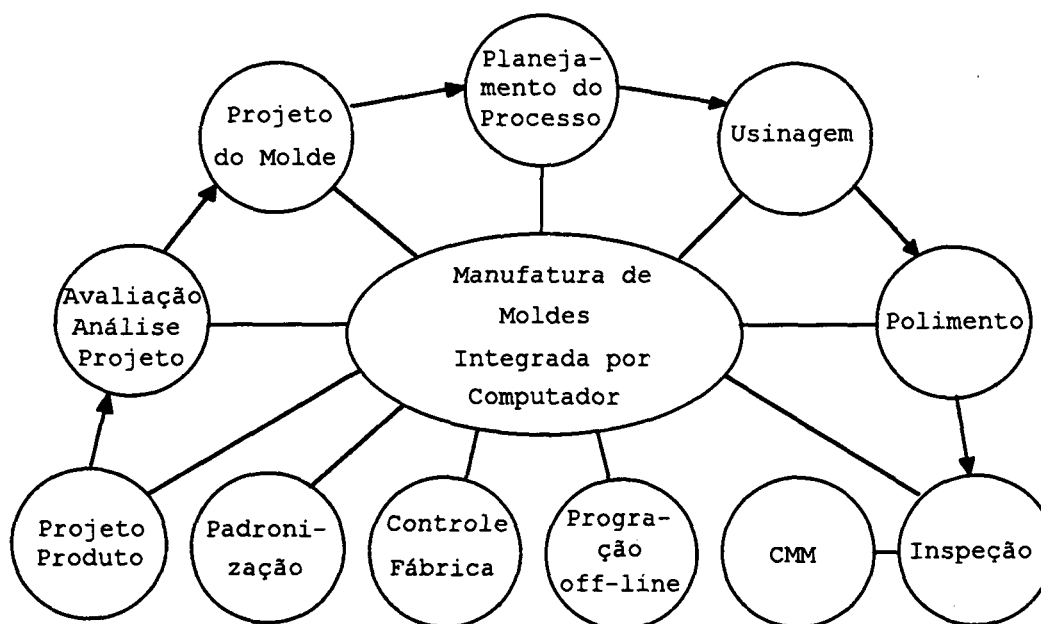 Planeja-
mento do
Processo
Projeto
do Molde
Usinagem
Avaliação
Análise
Projeto
Manufatura de
Moldes
Integrada por
Computador
Polimento
Projeto
Produto
Padroni-
zação
Controle
Fábrica
Progra-
ção
off-line
CMM
Inspeção